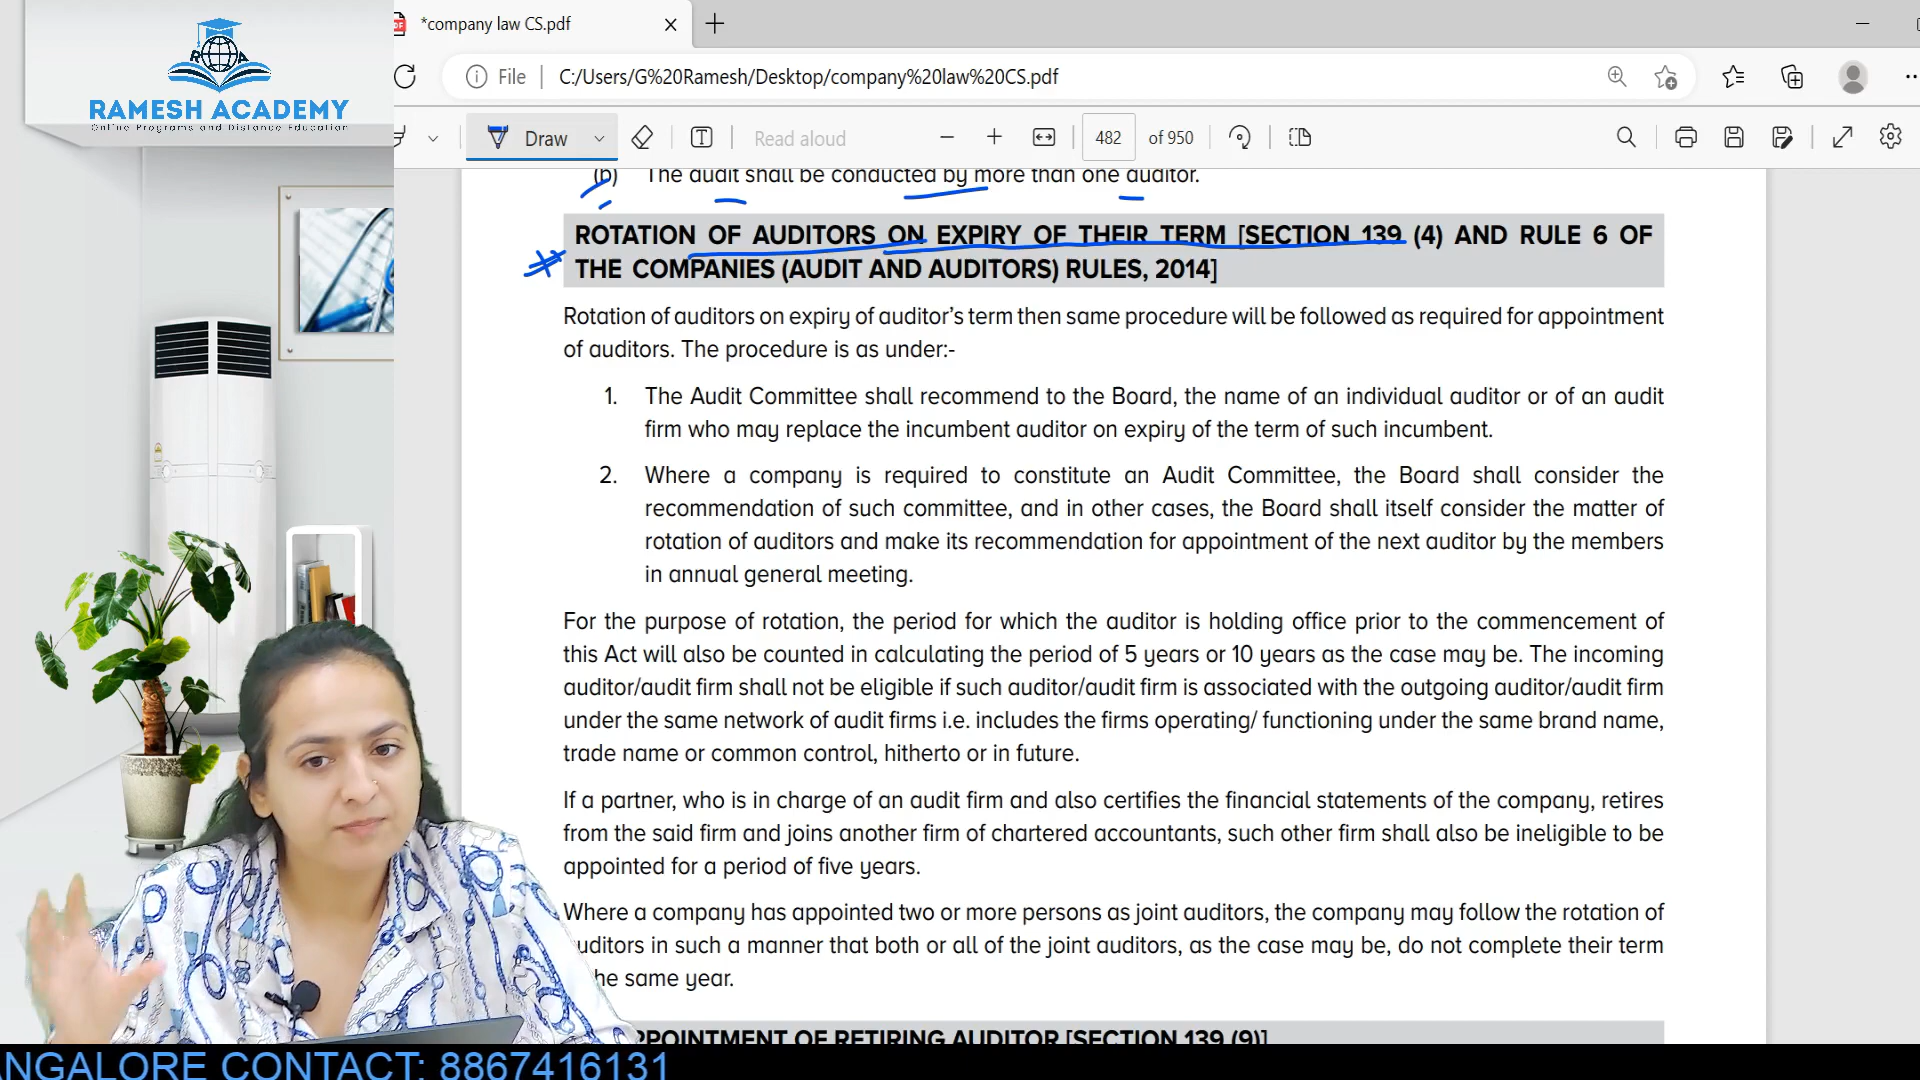 *company law CS.pdf
File
C:/Users/G%20Ramesh/Desktop/company%20law%20CS.pdf
R A
RAMESH ACADEMY
Online Programs and Distance Education
Draw
Read aloud
482 of 950
(b) The audit shall be conducted by more than one auditor.
ROTATION OF AUDITORS ON EXPIRY OF THEIR TERM [SECTION 139 (4) AND RULE 6 OF
THE COMPANIES (AUDIT AND AUDITORS) RULES, 2014]
Rotation of auditors on expiry of auditor's term then same procedure will be followed as required for appointment
of auditors. The procedure is as under:-
1. The Audit Committee shall recommend to the Board, the name of an individual auditor or of an audit
firm who may replace the incumbent auditor on expiry of the term of such incumbent.
2. Where a company is required to constitute an Audit Committee, the Board shall consider the
recommendation of such committee, and in other cases, the Board shall itself consider the matter of
rotation of auditors and make its recommendation for appointment of the next auditor by the members
in annual general meeting.
For the purpose of rotation, the period for which the auditor is holding office prior to the commencement of
this Act will also be counted in calculating the period of 5 years or 10 years as the case may be. The incoming
auditor/audit firm shall not be eligible if such auditor/audit firm is associated with the outgoing auditor/audit firm
under the same network of audit firms i.e. includes the firms operating/ functioning under the same brand name,
trade name or common control, hitherto or in future.
If a partner, who is in charge of an audit firm and also certifies the financial statements of the company, retires
from the said firm and joins another firm of chartered accountants, such other firm shall also be ineligible to be
appointed for a period of five years.
Where a company has appointed two or more persons as joint auditors, the company may follow the rotation of
uditors in such a manner that both or all of the joint auditors, as the case may be, do not complete their term
he same year.
PPOINTMENT OF RETIRING AUDITOR [SECTION 139 (9)]
ANGALORE CONTACT: 8867416131